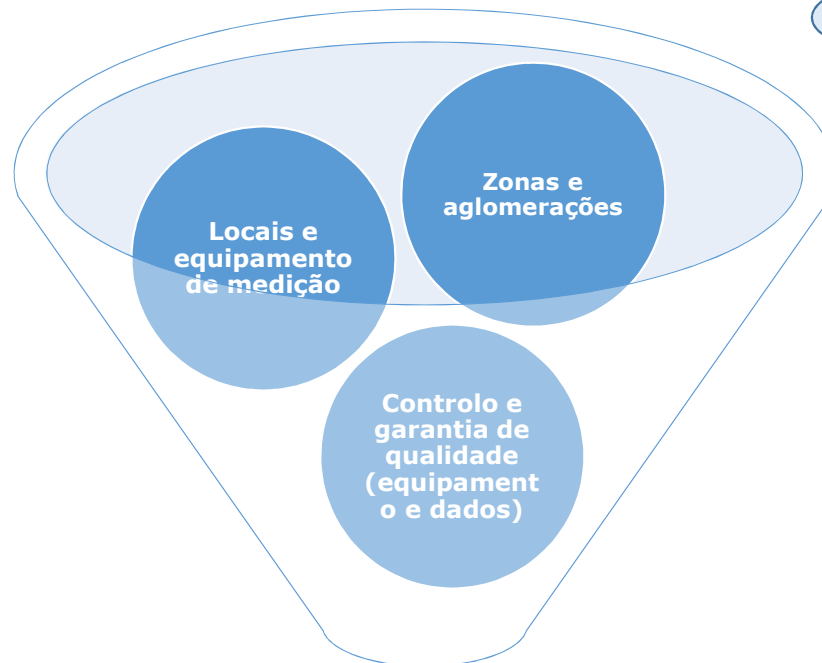 Zonas e
aglomerações
Locais e
equipamento
de medição
Controlo e
garantia de
qualidade
(equipament
o e dados)